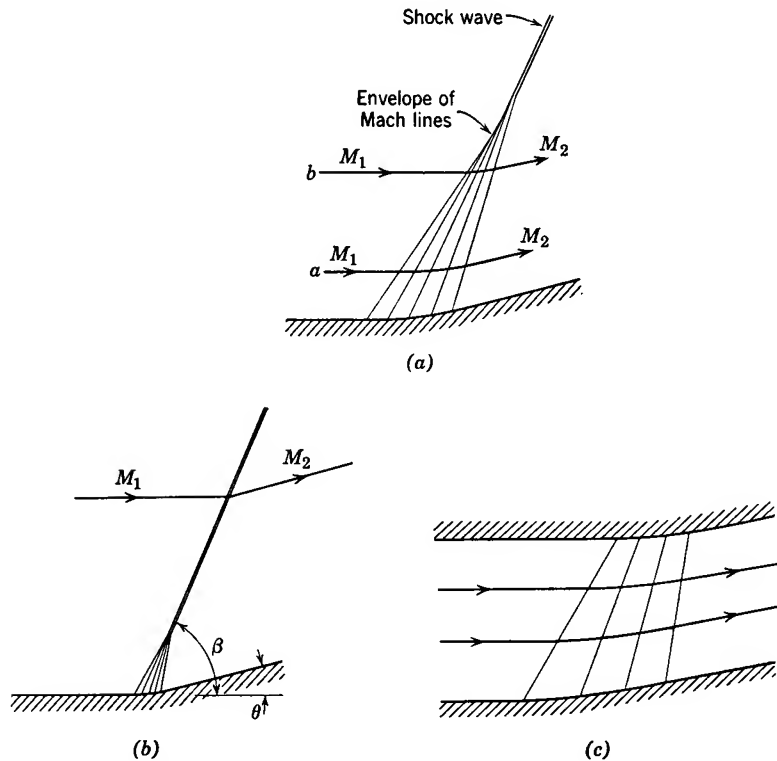 Shock wave
Envelope of
Mach lines
b M₁ M₂
a M₁ M₂
(a)
M₁ M₂
β
θ
(b)
(c)